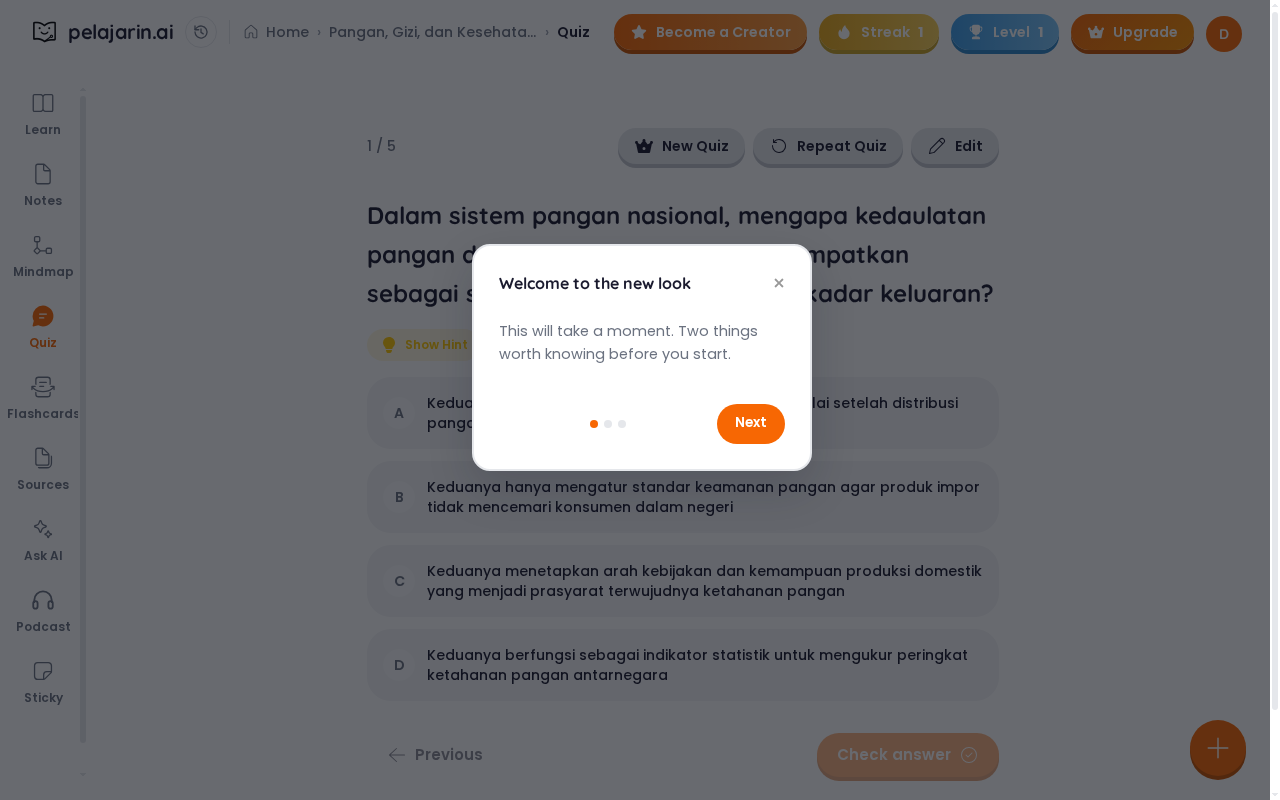 pelajarin.ai
Home › Pangan, Gizi, dan Kesehata... › Quiz
Become a Creator
Streak 1
Level 1
Upgrade
D
Learn
Notes
Mindmap
Quiz
Flashcards
Sources
Ask AI
Podcast
Sticky
1 / 5
New Quiz
Repeat Quiz
Edit
Dalam sistem pangan nasional, mengapa kedaulatan
pangan
sebagai kadar keluaran?
Show Hint
Welcome to the new look
×
This will take a moment. Two things
worth knowing before you start.
Next
A
setelah distribusi
B
Keduanya hanya mengatur standar keamanan pangan agar produk impor
tidak mencemari konsumen dalam negeri
C
Keduanya menetapkan arah kebijakan dan kemampuan produksi domestik
yang menjadi prasyarat terwujudnya ketahanan pangan
D
Keduanya berfungsi sebagai indikator statistik untuk mengukur peringkat
ketahanan pangan antarnegara
Previous
Check answer